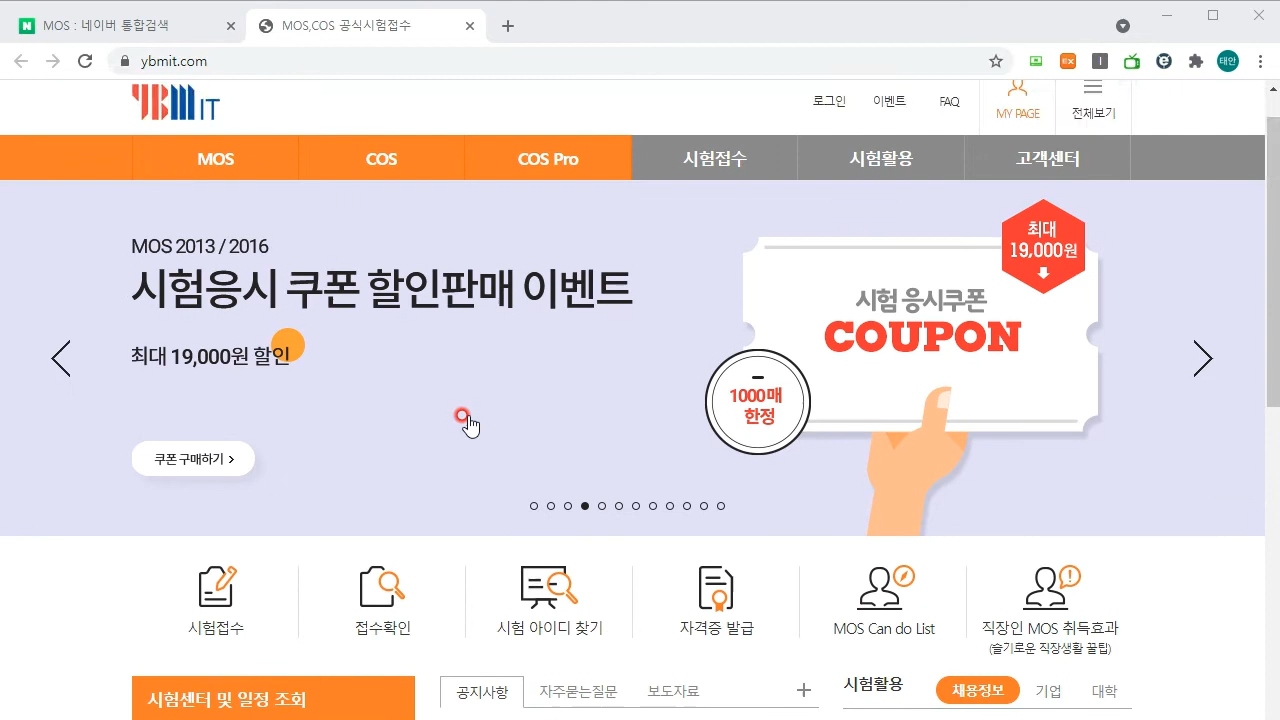 MOS : 네이버 통합검색
MOS,COS 공식시험접수
ybmit.com
EX
태안
YBM IT
로그인
이벤트
FAQ
MY PAGE
전체보기
MOS
COS
COS Pro
시험접수
시험활용
고객센터
MOS 2013 / 2016
시험응시 쿠폰 할인판매 이벤트
최대 19,000원 할인
쿠폰 구매하기
최대
19,000원
시험 응시쿠폰
COUPON
1000매
한정
시험접수
접수확인
시험 아이디 찾기
자격증 발급
MOS Can do List
직장인 MOS 취득효과
(슬기로운 직장생활 꿀팁)
시험센터 및 일정 조회
공지사항
자주묻는질문
보도자료
시험활용
채용정보
기업
대학